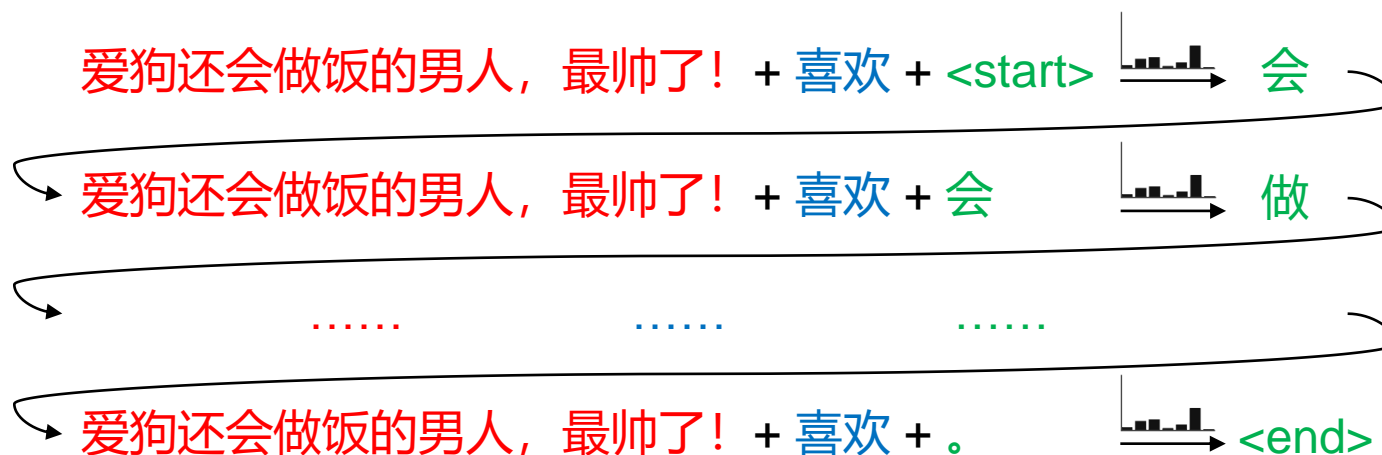 爱狗还会做饭的男人，最帅了！ + 喜欢 + <start> 会
爱狗还会做饭的男人，最帅了！ + 喜欢 + 会 做
…… …… ……
爱狗还会做饭的男人，最帅了！ + 喜欢 + 。 <end>